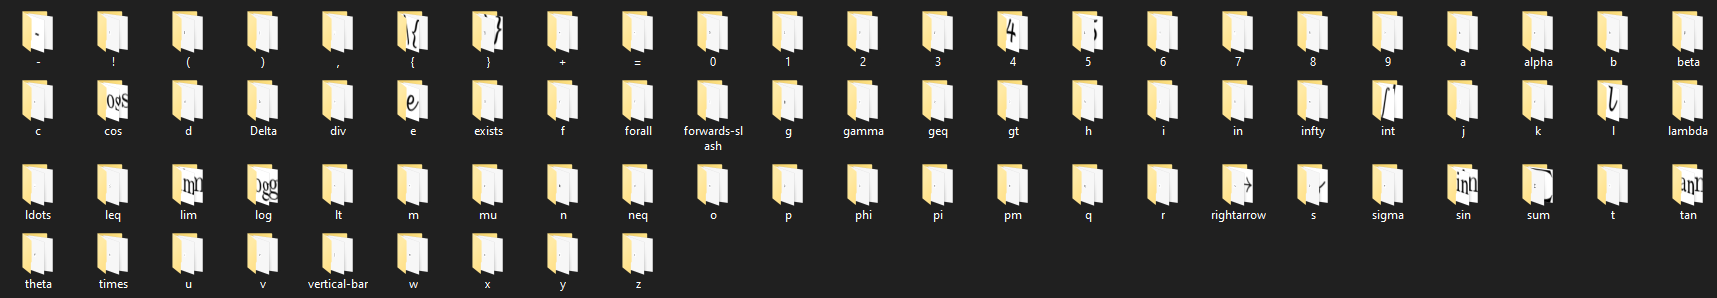 - ! ( ) , { } + = 0 1 2 3 4 5 6 7 8 9 a alpha b beta
c cos d Delta div e exists f forall forwards-sl g gamma geq gt h i in infty int j k l lambda
ash
ldots leq lim log lt m mu n neq o p phi pi pm q r rightarrow s sigma sin sum t tan
theta times u v vertical-bar w x y z